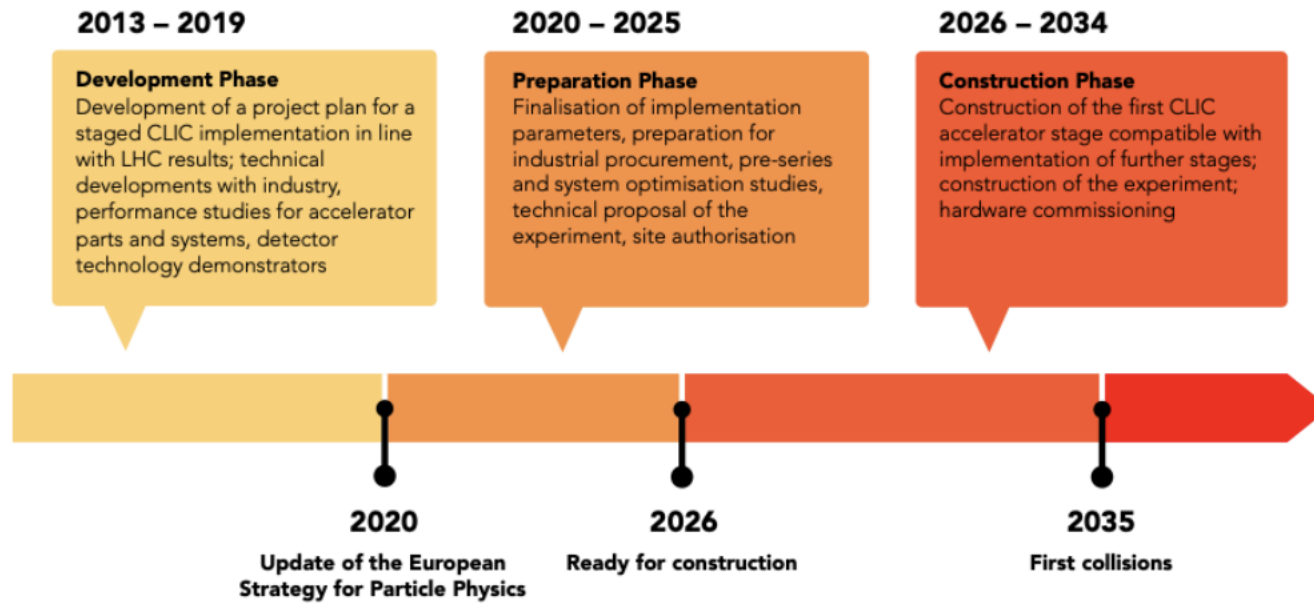 2013 – 2019
Development Phase
Development of a project plan for a
staged CLIC implementation in line
with LHC results; technical
developments with industry,
performance studies for accelerator
parts and systems, detector
technology demonstrators
2020 – 2025
Preparation Phase
Finalisation of implementation
parameters, preparation for
industrial procurement, pre-series
and system optimisation studies,
technical proposal of the
experiment, site authorisation
2026 – 2034
Construction Phase
Construction of the first CLIC
accelerator stage compatible with
implementation of further stages;
construction of the experiment;
hardware commissioning
2020
Update of the European
Strategy for Particle Physics
2026
Ready for construction
2035
First collisions